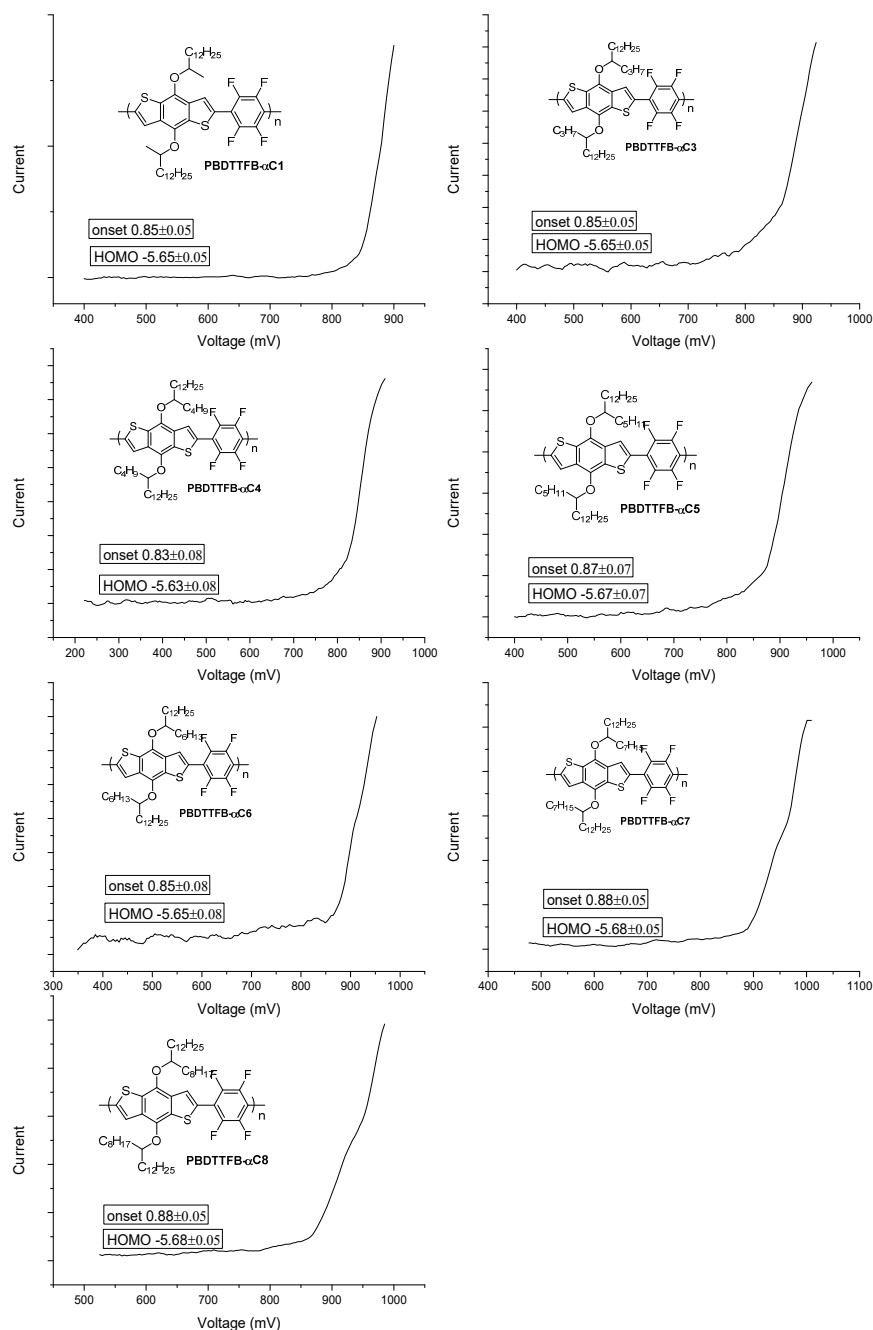 C12H25
O
F
F
S
S
n
F
F
O
C12H25
PBDTTFB-αC1
onset 0.85±0.05
HOMO -5.65±0.05
Current
400 500 600 700 800 900
Voltage (mV)
C12H25
O
C3H7
F
F
S
S
n
F
F
C3H7
O
C12H25
PBDTTFB-αC3
onset 0.85±0.05
HOMO -5.65±0.05
Current
400 500 600 700 800 900 1000
Voltage (mV)
C12H25
O
C4H9
F
F
S
S
n
F
F
C4H9
O
C12H25
PBDTTFB-αC4
onset 0.83±0.08
HOMO -5.63±0.08
Current
200 300 400 500 600 700 800 900 1000
Voltage (mV)
C12H25
O
C5H11
F
F
S
S
n
F
F
C5H11
O
C12H25
PBDTTFB-αC5
onset 0.87±0.07
HOMO -5.67±0.07
Current
400 500 600 700 800 900 1000
Voltage (mV)
C12H25
O
C6H13
F
F
S
S
n
F
F
C6H13
O
C12H25
PBDTTFB-αC6
onset 0.85±0.08
HOMO -5.65±0.08
Current
300 400 500 600 700 800 900 1000
Voltage (mV)
C12H25
O
C7H15
F
F
S
S
n
F
F
C7H15
O
C12H25
PBDTTFB-αC7
onset 0.88±0.05
HOMO -5.68±0.05
Current
400 500 600 700 800 900 1000 1100
Voltage (mV)
C12H25
O
C8H17
F
F
S
S
n
F
F
C8H17
O
C12H25
PBDTTFB-αC8
onset 0.88±0.05
HOMO -5.68±0.05
Current
500 600 700 800 900 1000
Voltage (mV)